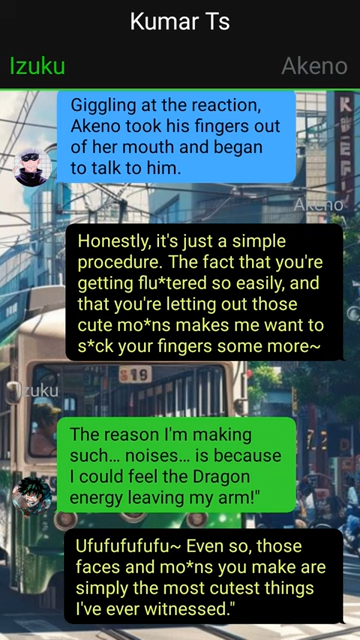 Kumar Ts
Izuku
Akeno
Giggling at the reaction,
Akeno took his fingers out
of her mouth and began
to talk to him.
Akeno
Honestly, it's just a simple
procedure. The fact that you're
getting flu*tered so easily, and
that you're letting out those
cute mo*ns makes me want to
s*ck your fingers some more~
Izuku
The reason I'm making
such... noises... is because
I could feel the Dragon
energy leaving my arm!"
Ufufufufufu~ Even so, those
faces and mo*ns you make are
simply the most cutest things
I've ever witnessed."